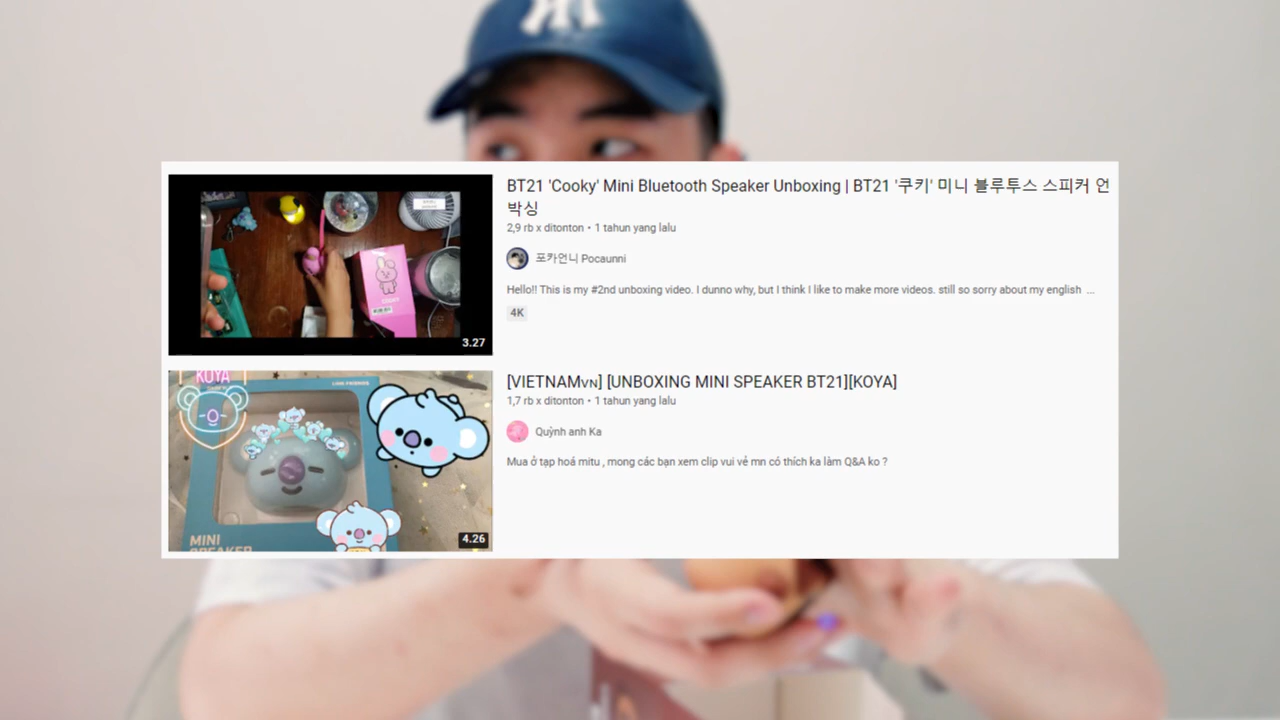 NY
BT21 'Cooky' Mini Bluetooth Speaker Unboxing | BT21 '쿠키' 미니 블루투스 스피커 언
박싱
2,9 rb x ditonton • 1 tahun yang lalu
포카언니 Pocaunni
Hello!! This is my #2nd unboxing video. I dunno why, but I think I like to make more videos. still so sorry about my english ...
4K
COOKY
3.27
KOYA
LINE FRIENDS
MINI
SPEAKER
4.26
[VIETNAMVN] [UNBOXING MINI SPEAKER BT21][KOYA]
1,7 rb x ditonton • 1 tahun yang lalu
Quỳnh anh Ka
Mua ở tạp hoá mitu , mong các bạn xem clip vui vẻ mn có thích ka làm Q&A ko ?